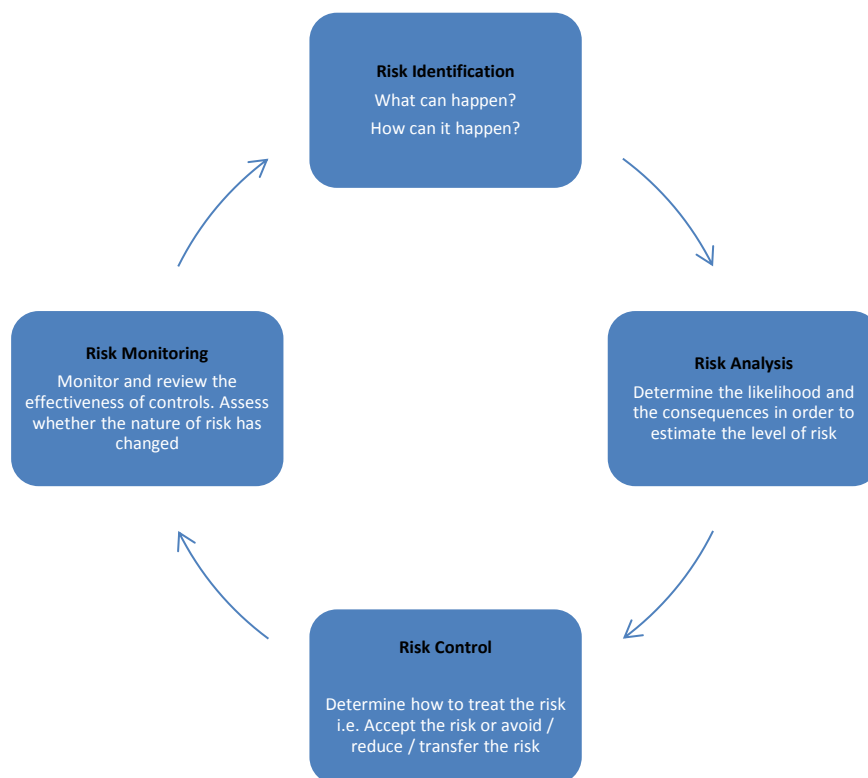 Risk Identification
What can happen?
How can it happen?
Risk Monitoring
Monitor and review the
effectiveness of controls. Assess
whether the nature of risk has
changed
Risk Analysis
Determine the likelihood and
the consequences in order to
estimate the level of risk
Risk Control
Determine how to treat the risk
i.e. Accept the risk or avoid /
reduce / transfer the risk